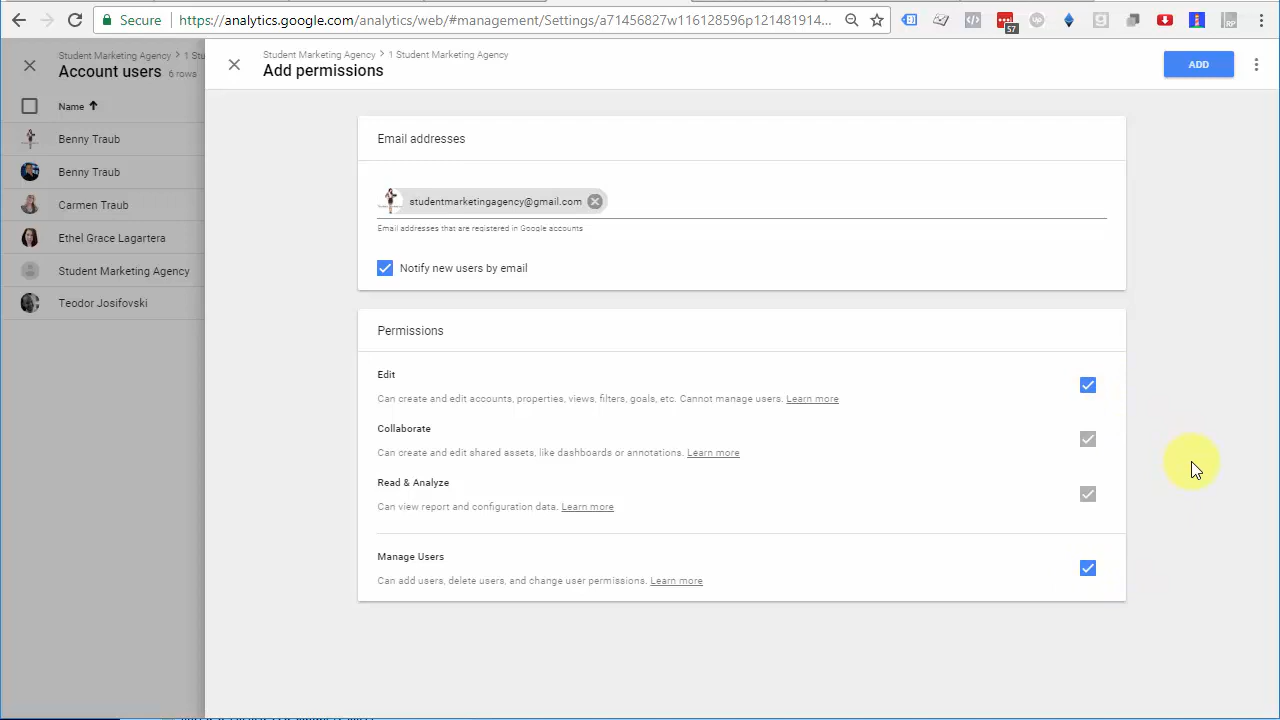 Secure https://analytics.google.com/analytics/web/#management/Settings/a71456827w116128596p121481914...
57
RP
Student Marketing Agency > 1 Stu
Account users 6 rows
Name
Benny Traub
Benny Traub
Carmen Traub
Ethel Grace Lagartera
Student Marketing Agency
Teodor Josifovski
Student Marketing Agency > 1 Student Marketing Agency
Add permissions
ADD
Email addresses
studentmarketingagency@gmail.com
Email addresses that are registered in Google accounts
Notify new users by email
Permissions
Edit
Can create and edit accounts, properties, views, filters, goals, etc. Cannot manage users. Learn more
Collaborate
Can create and edit shared assets, like dashboards or annotations. Learn more
Read & Analyze
Can view report and configuration data. Learn more
Manage Users
Can add users, delete users, and change user permissions. Learn more